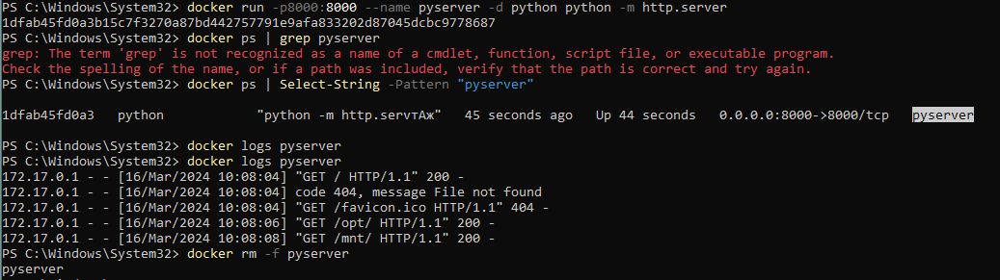 PS C:\Windows\System32> docker run -p8000:8000 --name pyserver -d python python -m http.server
1dfab45fd0a3b15c7f3270a87bd442757791e9afa833202d87045dcbc9778687
PS C:\Windows\System32> docker ps | grep pyserver
grep: The term 'grep' is not recognized as a name of a cmdlet, function, script file, or executable program.
Check the spelling of the name, or if a path was included, verify that the path is correct and try again.
PS C:\Windows\System32> docker ps | Select-String -Pattern "pyserver"
1dfab45fd0a3 python "python -m http.servтАж" 45 seconds ago Up 44 seconds 0.0.0.0:8000->8000/tcp pyserver
PS C:\Windows\System32> docker logs pyserver
PS C:\Windows\System32> docker logs pyserver
172.17.0.1 - - [16/Mar/2024 10:08:04] "GET / HTTP/1.1" 200 -
172.17.0.1 - - [16/Mar/2024 10:08:04] code 404, message File not found
172.17.0.1 - - [16/Mar/2024 10:08:04] "GET /favicon.ico HTTP/1.1" 404 -
172.17.0.1 - - [16/Mar/2024 10:08:06] "GET /opt/ HTTP/1.1" 200 -
172.17.0.1 - - [16/Mar/2024 10:08:08] "GET /mnt/ HTTP/1.1" 200 -
PS C:\Windows\System32> docker rm -f pyserver
pyserver